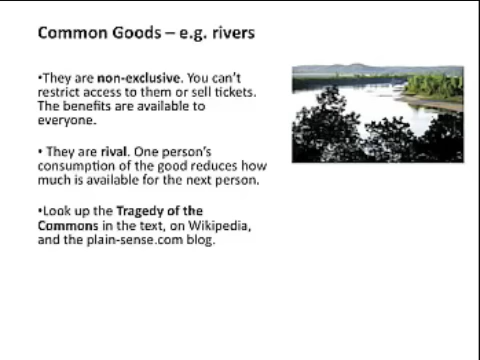 Common Goods – e.g. rivers
•They are non-exclusive. You can't
restrict access to them or sell tickets.
The benefits are available to
everyone.
• They are rival. One person's
consumption of the good reduces how
much is available for the next person.
•Look up the Tragedy of the
Commons in the text, on Wikipedia,
and the plain-sense.com blog.